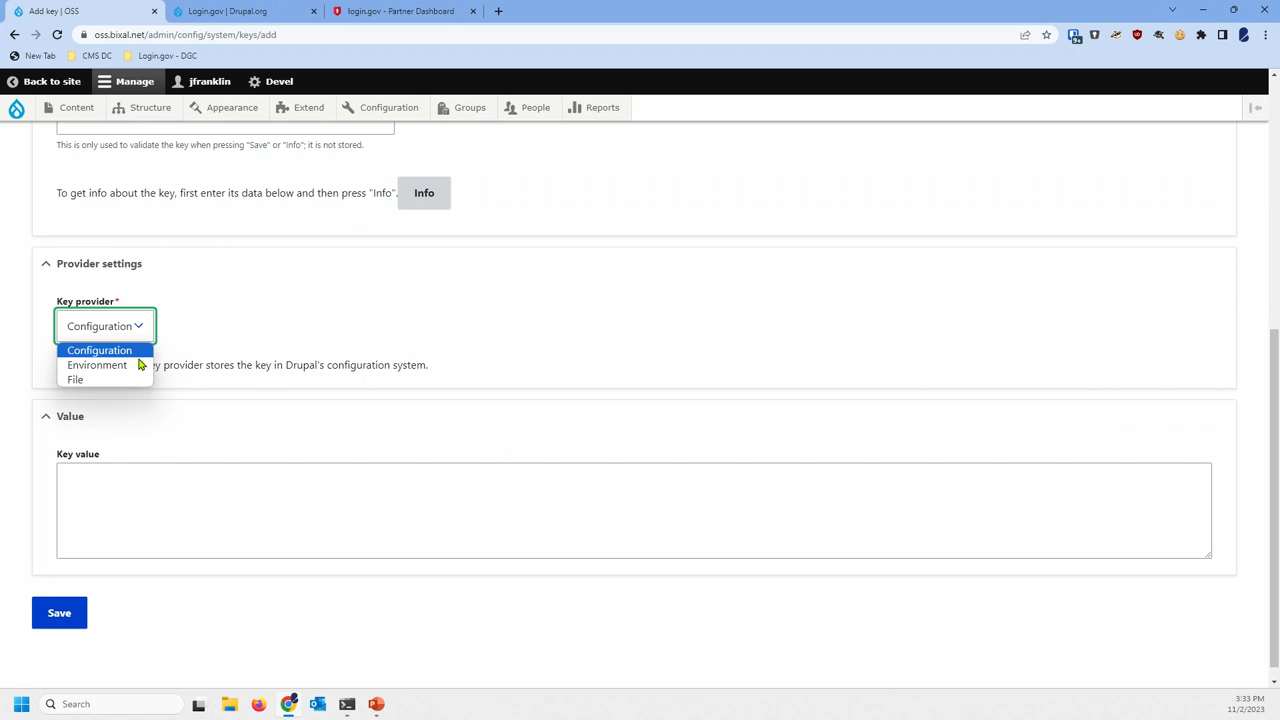 Add key | OSS
Login.gov | Drupal.org
login.gov - Partner Dashboard
oss.bixal.net/admin/config/system/keys/add
New Tab
CMS DC
Login.gov - DGC
Back to site
Manage
jfranklin
Devel
Content
Structure
Appearance
Extend
Configuration
Groups
People
Reports
This is only used to validate the key when pressing "Save" or "Info"; it is not stored.
To get info about the key, first enter its data below and then press "Info".
Info
Provider settings
Key provider*
Configuration
Configuration
Environment
ey provider stores the key in Drupal's configuration system.
File
Value
Key value
Save
Search
3:33 PM
11/2/2023